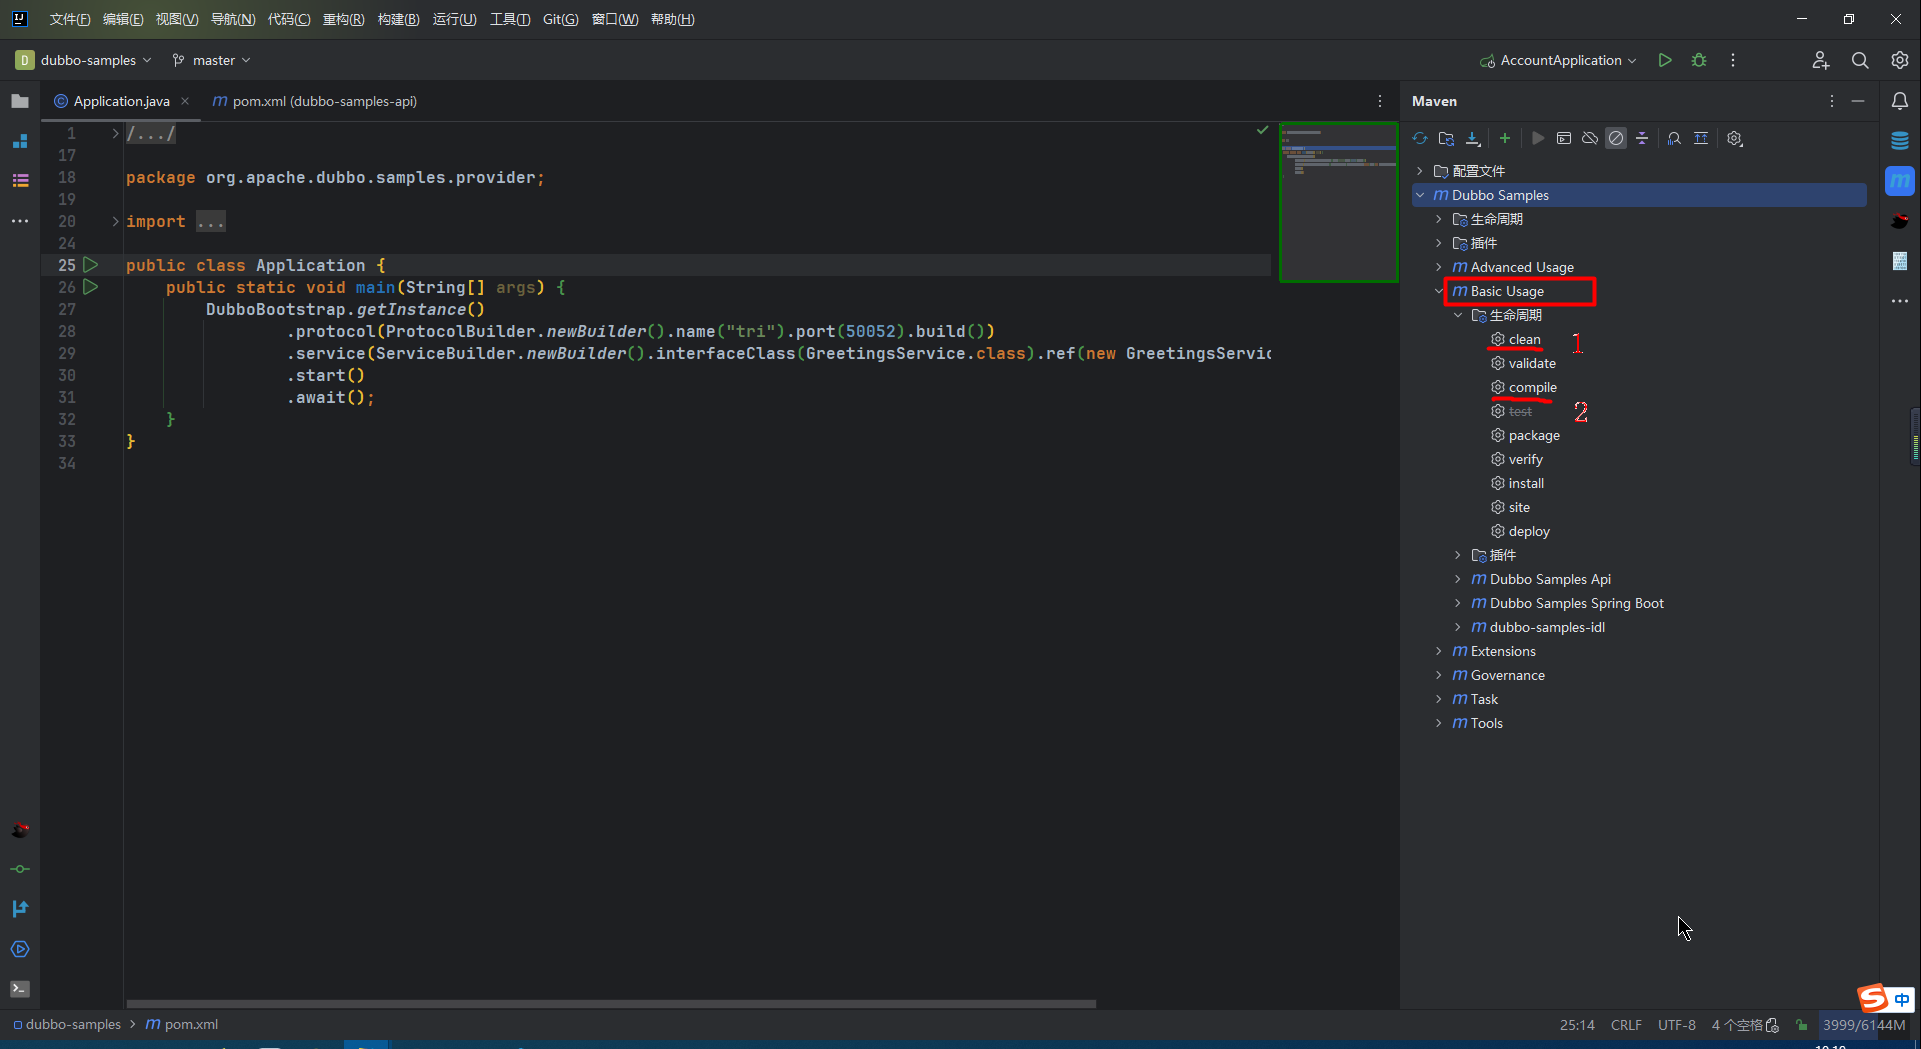 文件(F) 编辑(E) 视图(V) 导航(N) 代码(C) 重构(R) 构建(B) 运行(U) 工具(T) Git(G) 窗口(W) 帮助(H)
D dubbo-samples master AccountApplication
Application.java pom.xml (dubbo-samples-api)
1 /.../
17
18 package org.apache.dubbo.samples.provider;
19
20 import ...
24
25 public class Application {
26 public static void main(String[] args) {
27 DubboBootstrap.getInstance()
28 .protocol(ProtocolBuilder.newBuilder().name("tri").port(50052).build())
29 .service(ServiceBuilder.newBuilder().interfaceClass(GreetingsService.class).ref(new GreetingsServic
30 .start()
31 .await();
32 }
33 }
34
Maven
配置文件
Dubbo Samples
生命周期
插件
Advanced Usage
Basic Usage
生命周期
clean 1
validate
compile
test 2
package
verify
install
site
deploy
插件
Dubbo Samples Api
Dubbo Samples Spring Boot
dubbo-samples-idl
Extensions
Governance
Task
Tools
中
dubbo-samples > pom.xml 25:14 CRLF UTF-8 4 个空格 3999/6144M